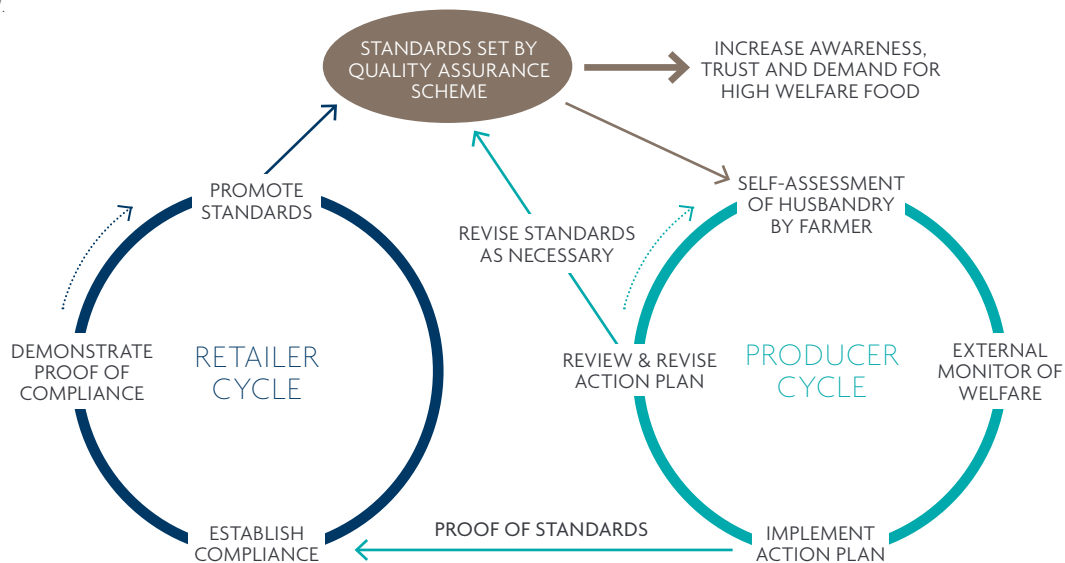 STANDARDS SET BY
QUALITY ASSURANCE
SCHEME
INCREASE AWARENESS,
TRUST AND DEMAND FOR
HIGH WELFARE FOOD
PROMOTE
STANDARDS
SELF-ASSESSMENT
OF HUSBANDRY
BY FARMER
REVISE STANDARDS
AS NECESSARY
DEMONSTRATE
PROOF OF
COMPLIANCE
RETAILER
CYCLE
REVIEW & REVISE
ACTION PLAN
PRODUCER
CYCLE
EXTERNAL
MONITOR OF
WELFARE
PROOF OF STANDARDS
ESTABLISH
COMPLIANCE
IMPLEMENT
ACTION PLAN